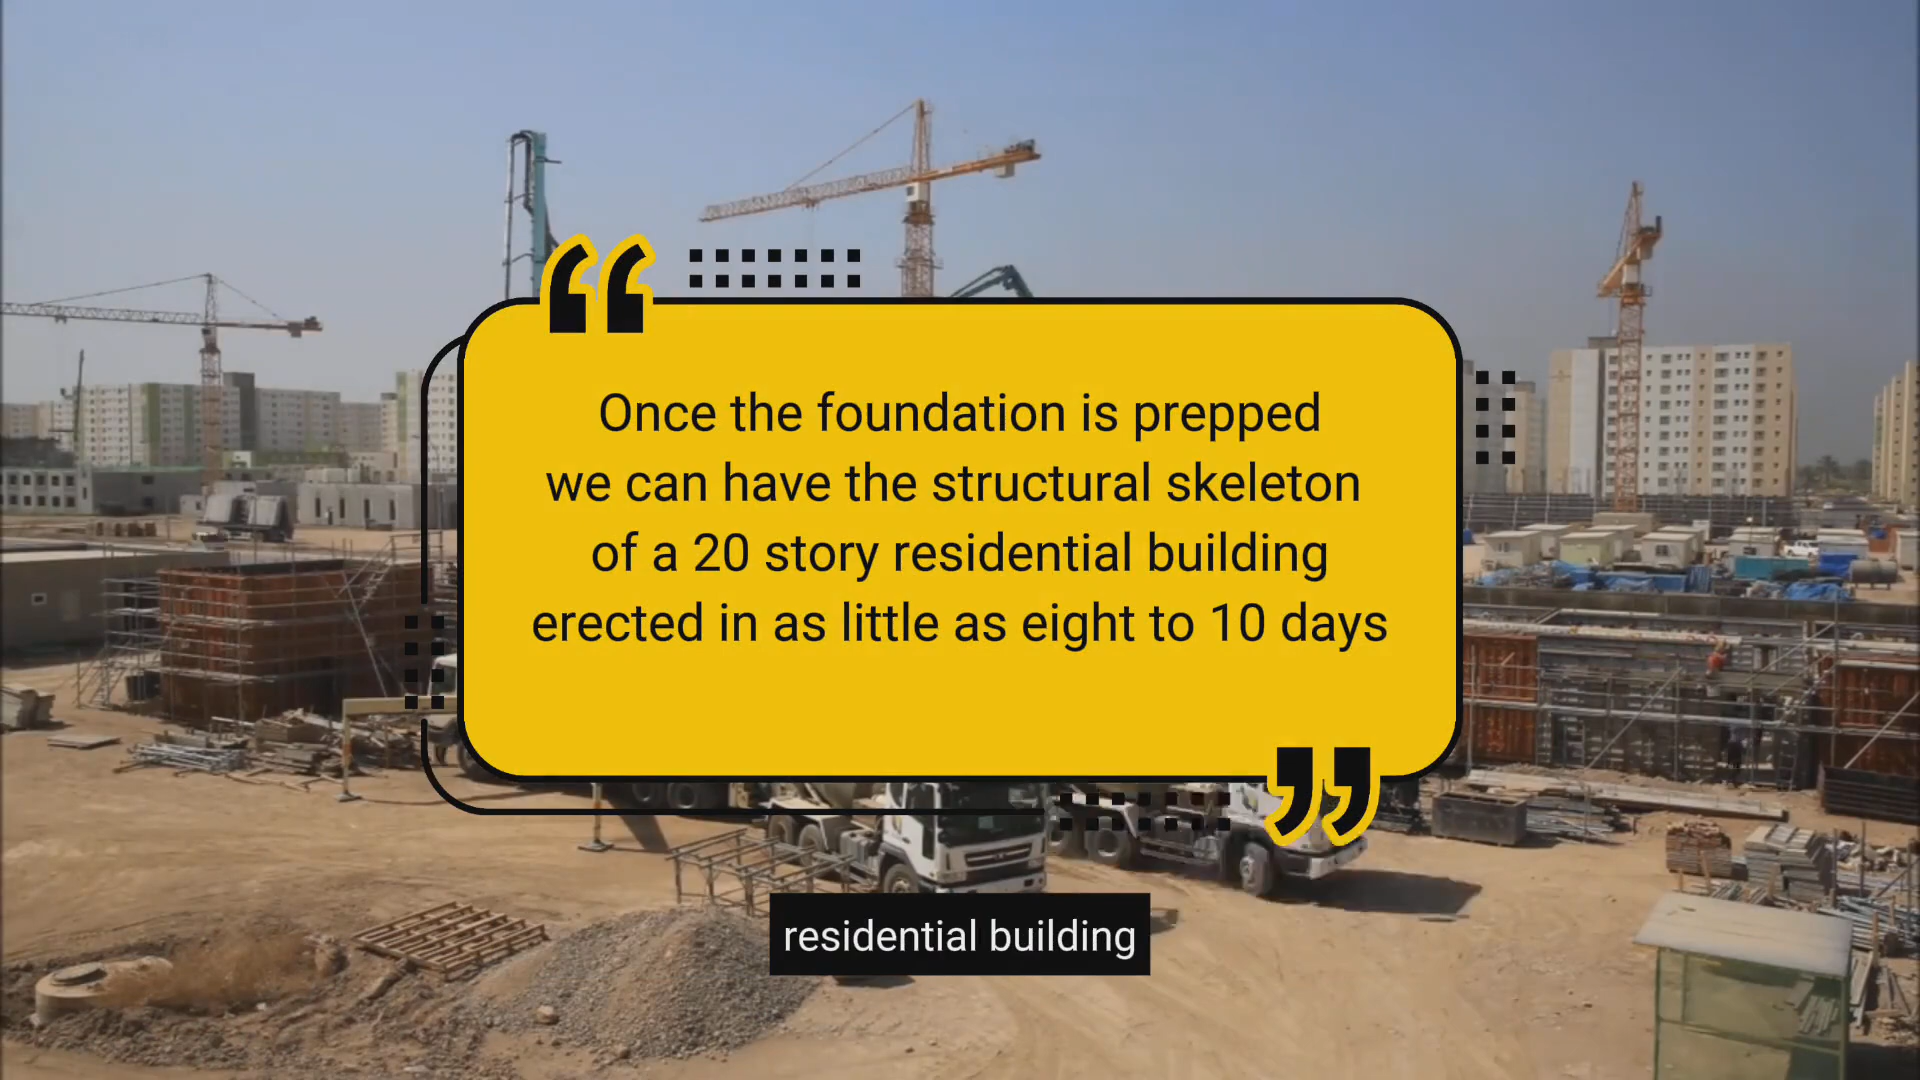 Once the foundation is prepped
we can have the structural skeleton
of a 20 story residential building
erected in as little as eight to 10 days
residential building